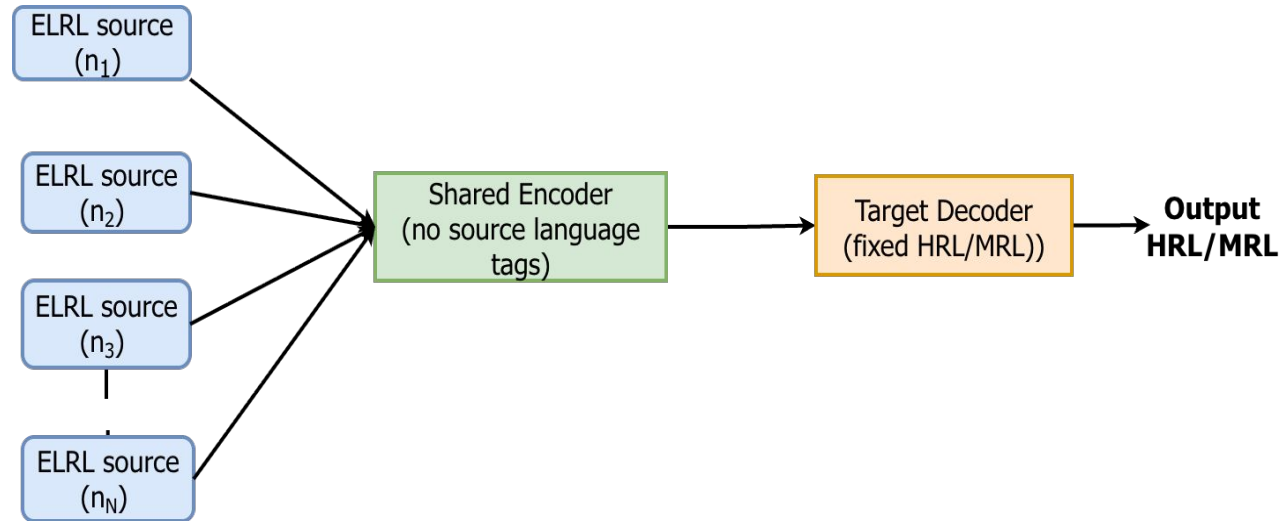 ELRL source
(n₁)
ELRL source
(n₂)
ELRL source
(n₃)
ELRL source
(n_N)
Shared Encoder
(no source language
tags)
Target Decoder
(fixed HRL/MRL))
Output
HRL/MRL